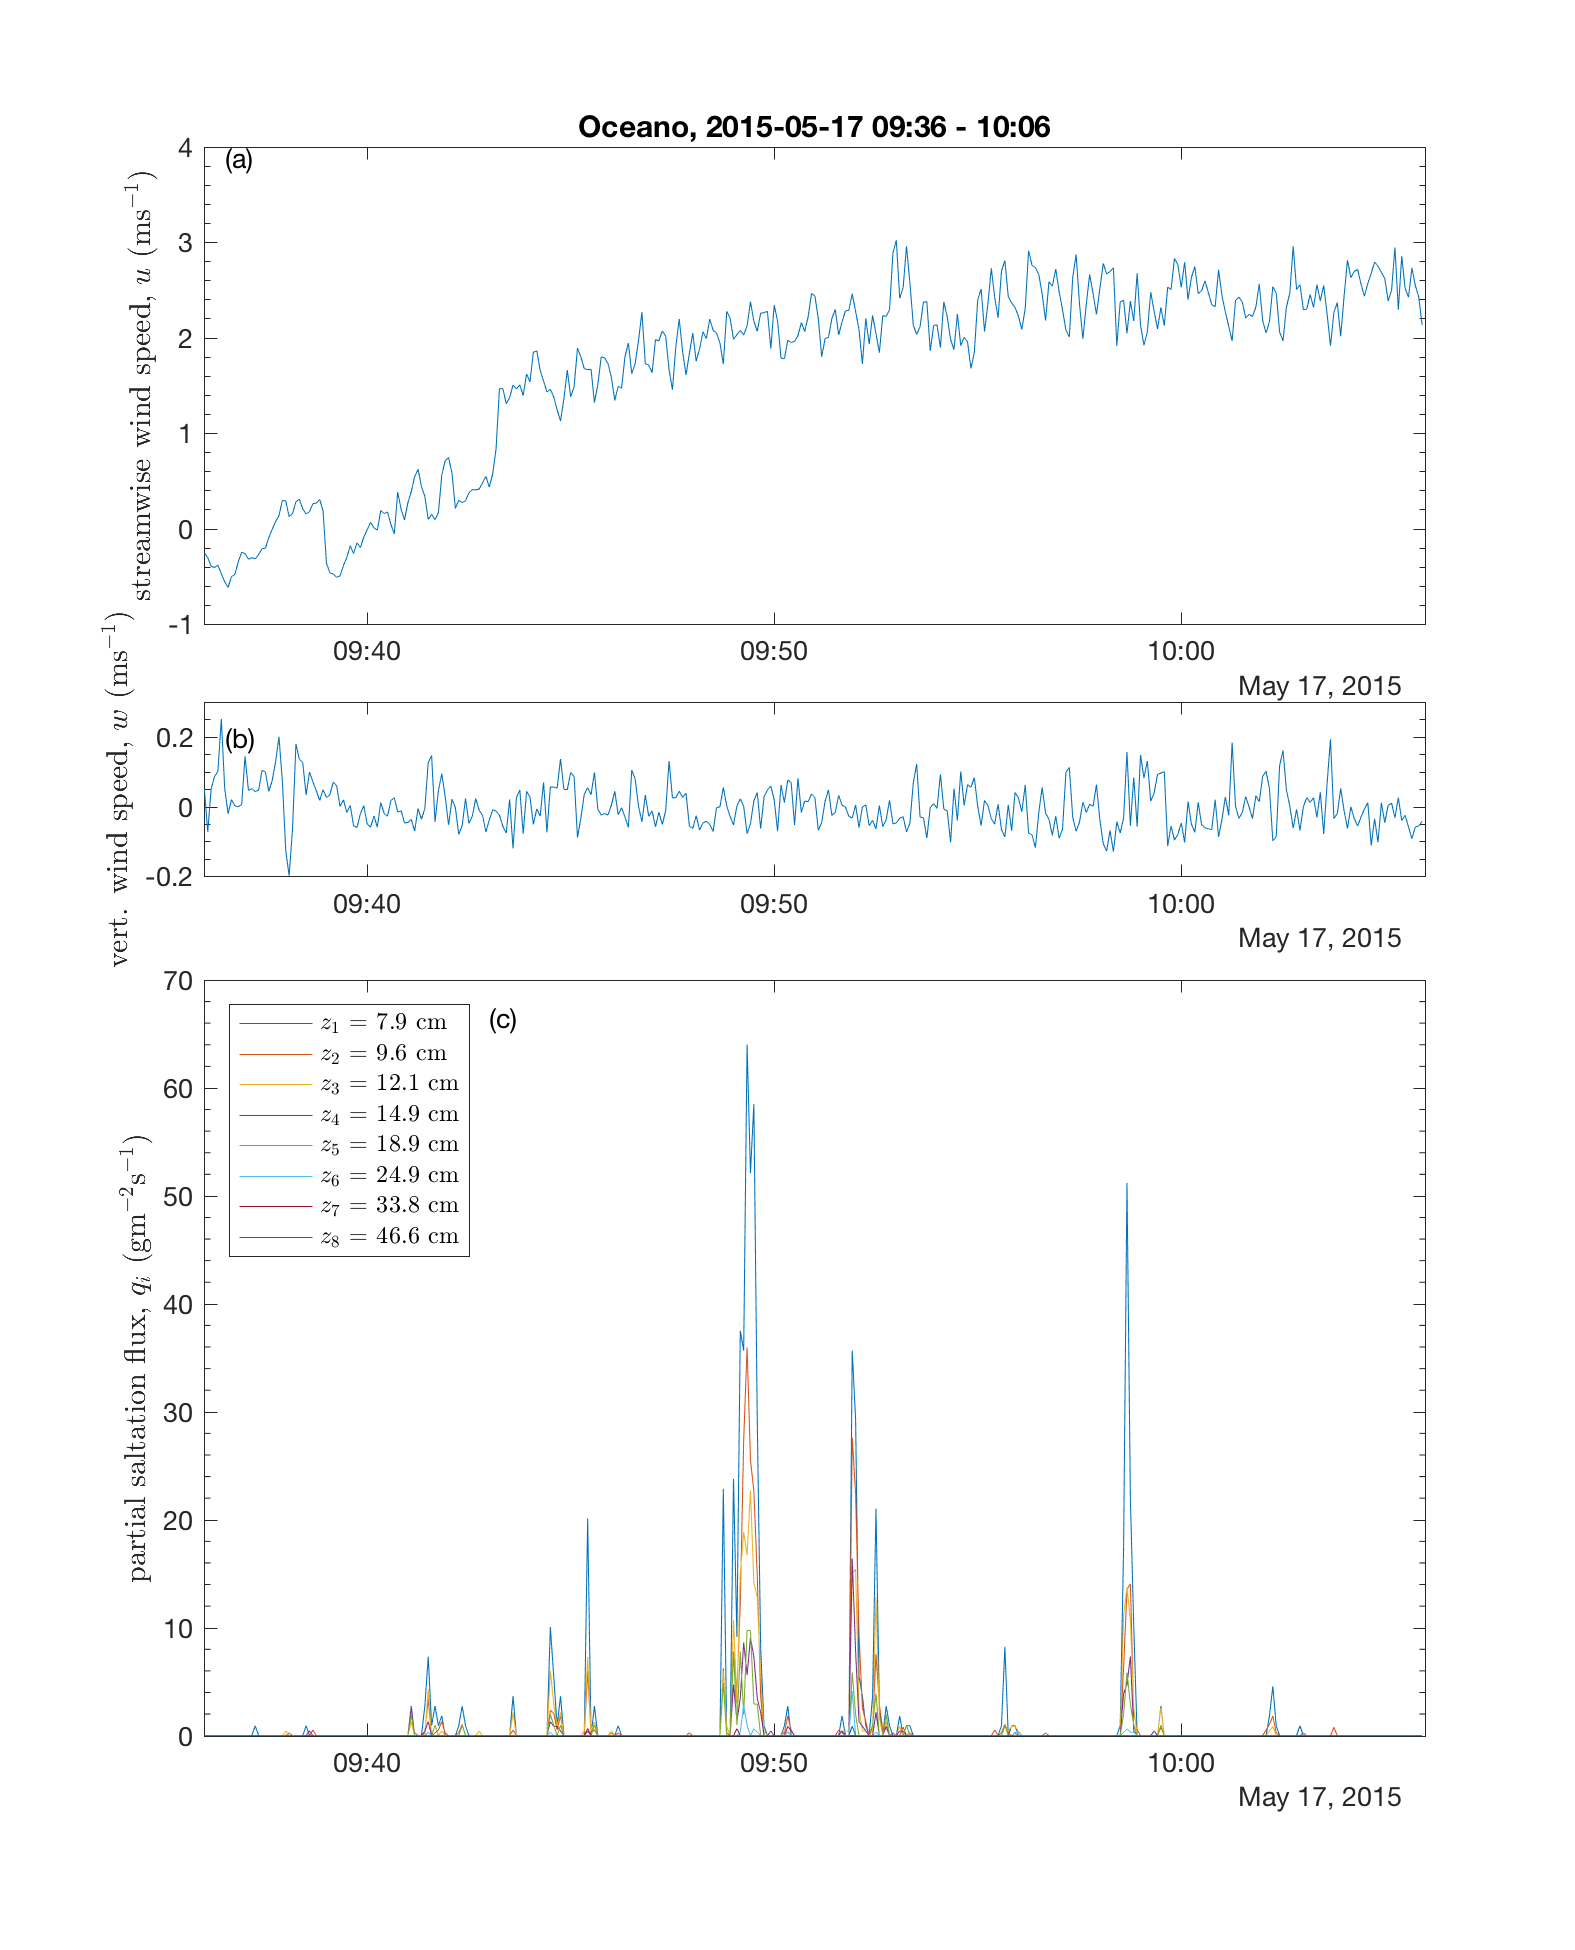 Oceano, 2015-05-17 09:36 - 10:06
(a)
streamwise wind speed, u (ms⁻¹)
4
3
2
1
0
-1
09:40 09:50 10:00
May 17, 2015
(b)
vert. wind speed, w (ms⁻¹)
0.2
0
-0.2
09:40 09:50 10:00
May 17, 2015
(c)
partial saltation flux, qᵢ (gm⁻²s⁻¹)
70
60
50
40
30
20
10
0
z₁ = 7.9 cm
z₂ = 9.6 cm
z₃ = 12.1 cm
z₄ = 14.9 cm
z₅ = 18.9 cm
z₆ = 24.9 cm
z₇ = 33.8 cm
z₈ = 46.6 cm
09:40 09:50 10:00
May 17, 2015